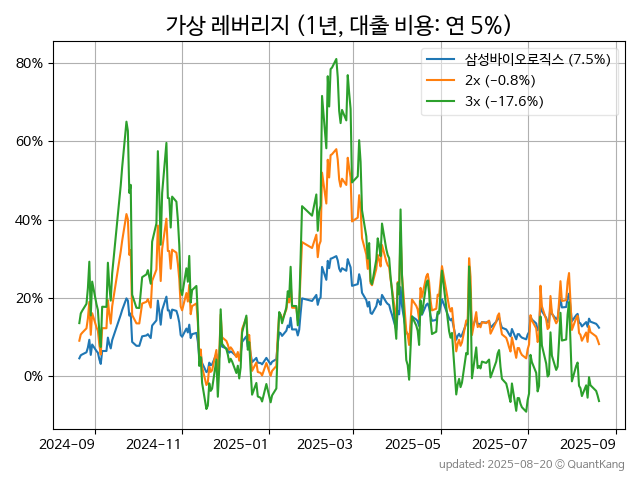 가상 레버리지 (1년, 대출 비용: 연 5%)
삼성바이오로직스 (7.5%)
2x (−0.8%)
3x (−17.6%)
80%
60%
40%
20%
0%
2024-09 2024-11 2025-01 2025-03 2025-05 2025-07 2025-09
updated: 2025-08-20 © QuantKang